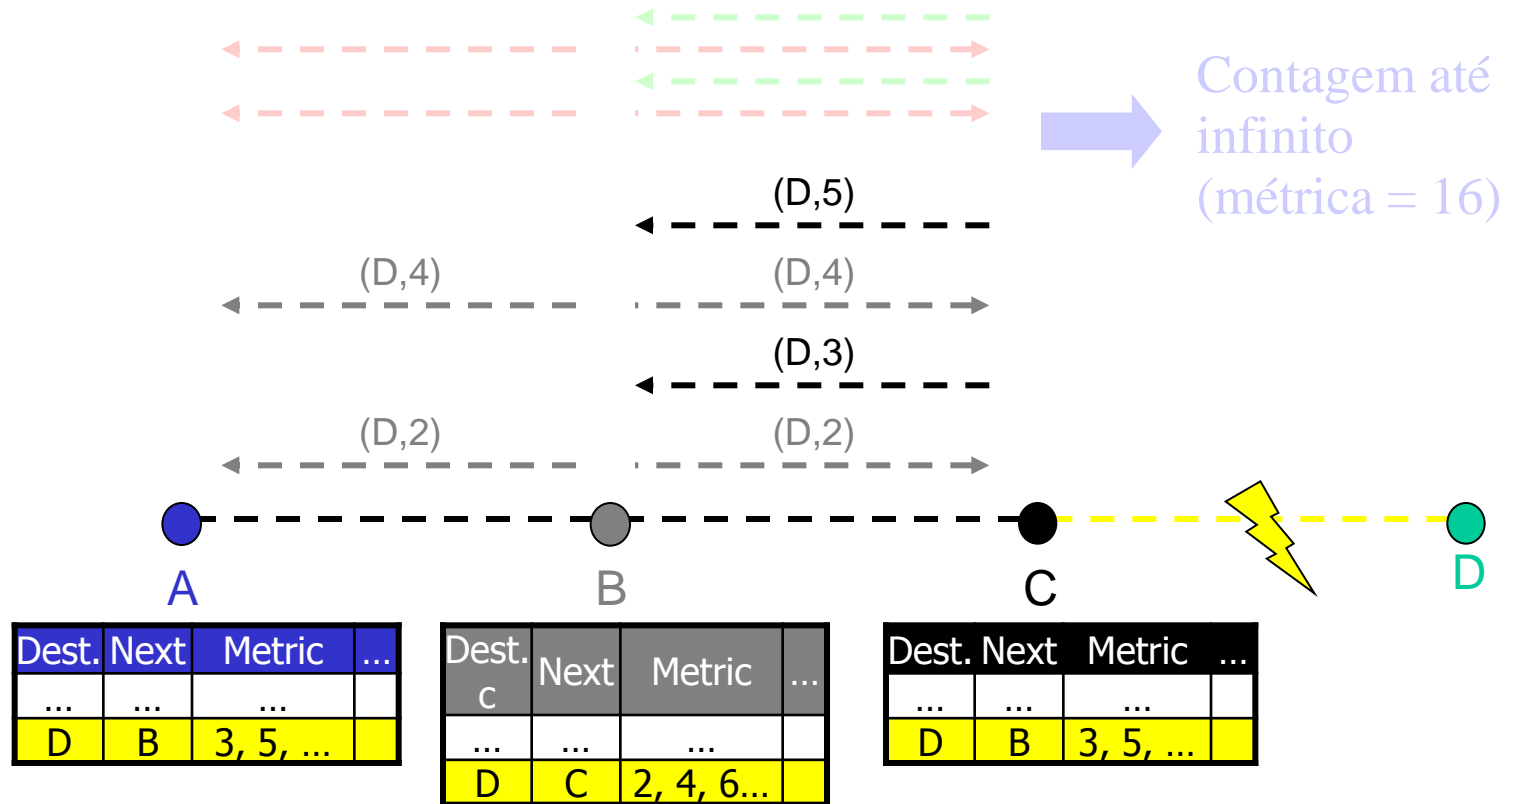 Contagem até
infinito
(métrica = 16)
(D,5)
(D,4) (D,4)
(D,3)
(D,2) (D,2)
A B C D
Dest. Next Metric ...
... ... ...
D B 3, 5, ...
Dest.
c Next Metric ...
... ... ...
D C 2, 4, 6...
Dest. Next Metric ...
... ... ...
D B 3, 5, ...